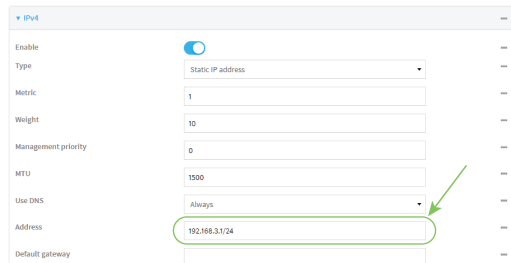 IPv4
Enable
Type Static IP address
Metric 1
Weight 10
Management priority 0
MTU 1500
Use DNS Always
Address 192.168.3.1/24
Default gateway